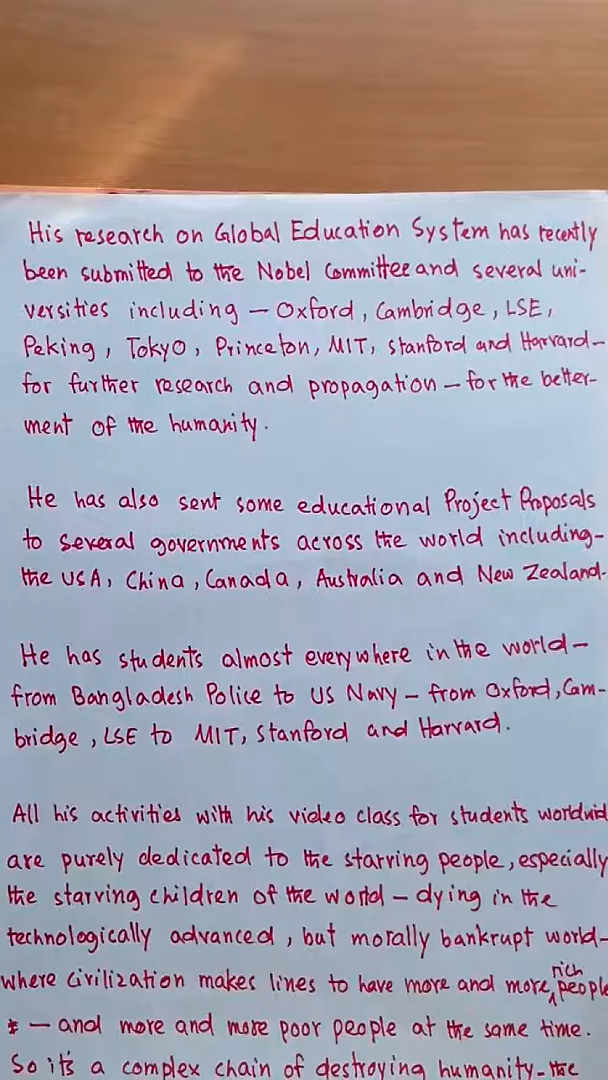 His research on Global Education System has recently
been submitted to the Nobel Committee and several uni-
versities including – Oxford, Cambridge, LSE,
Peking, Tokyo, Princeton, MIT, Stanford and Harvard –
for further research and propagation – for the better-
ment of the humanity.
He has also sent some educational Project Proposals
to several governments across the world including –
the USA, China, Canada, Australia and New Zealand.
He has students almost everywhere in the world –
from Bangladesh Police to US Navy – from Oxford, Cam-
bridge, LSE to MIT, Stanford and Harvard.
All his activities with his video class for students worldwid
are purely dedicated to the starving people, especially
the starving children of the world – dying in the
technologically advanced, but morally bankrupt world –
where civilization makes lines to have more and more rich people
– and more and more poor people at the same time.
So it's a complex chain of destroying humanity – the